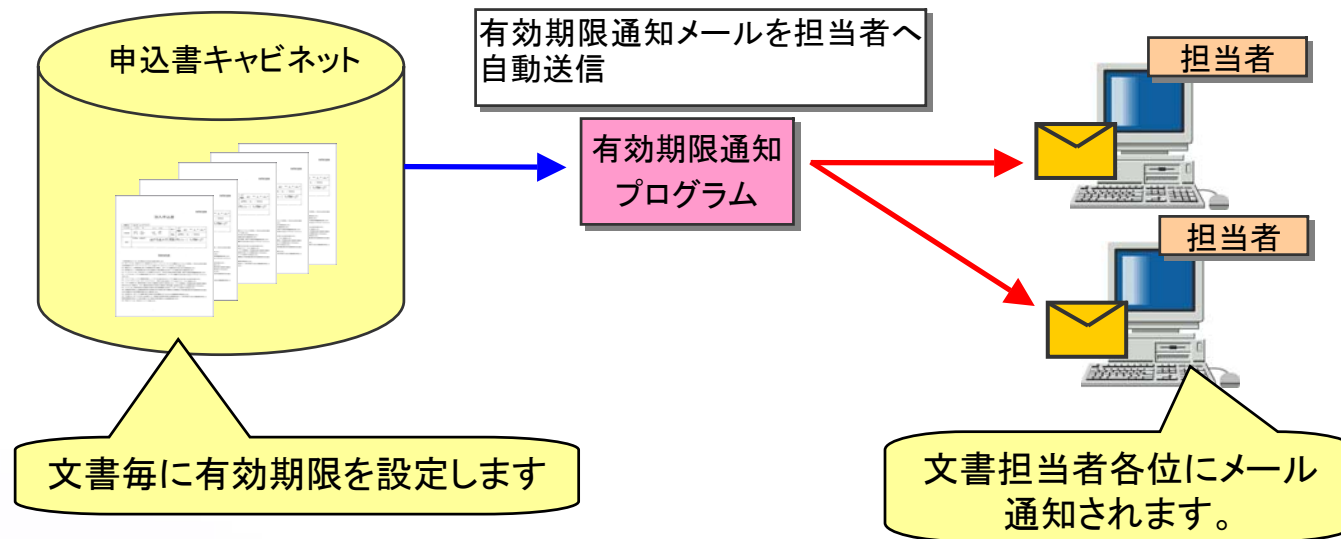 申込書キャビネット
有効期限通知メールを担当者へ
自動送信
有効期限通知
プログラム
担当者
担当者
文書毎に有効期限を設定します
文書担当者各位にメール
通知されます。